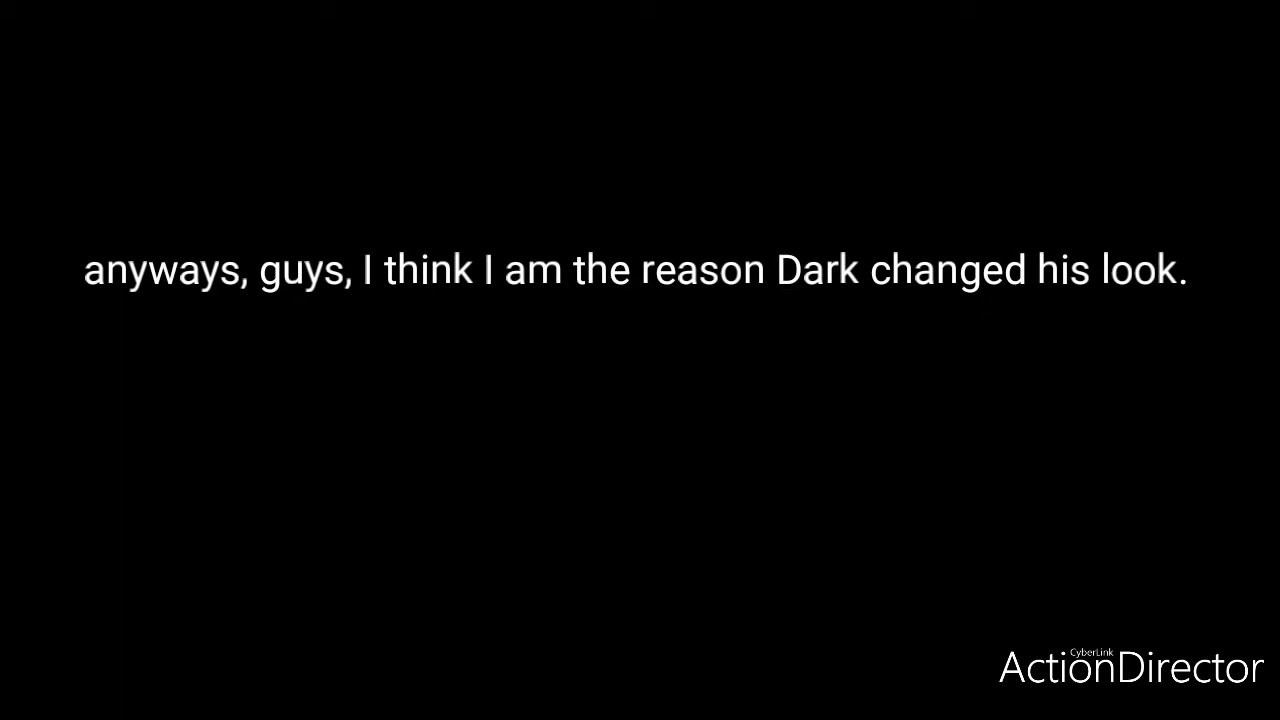 anyways, guys, I think I am the reason Dark changed his look.
CyberLink
ActionDirector